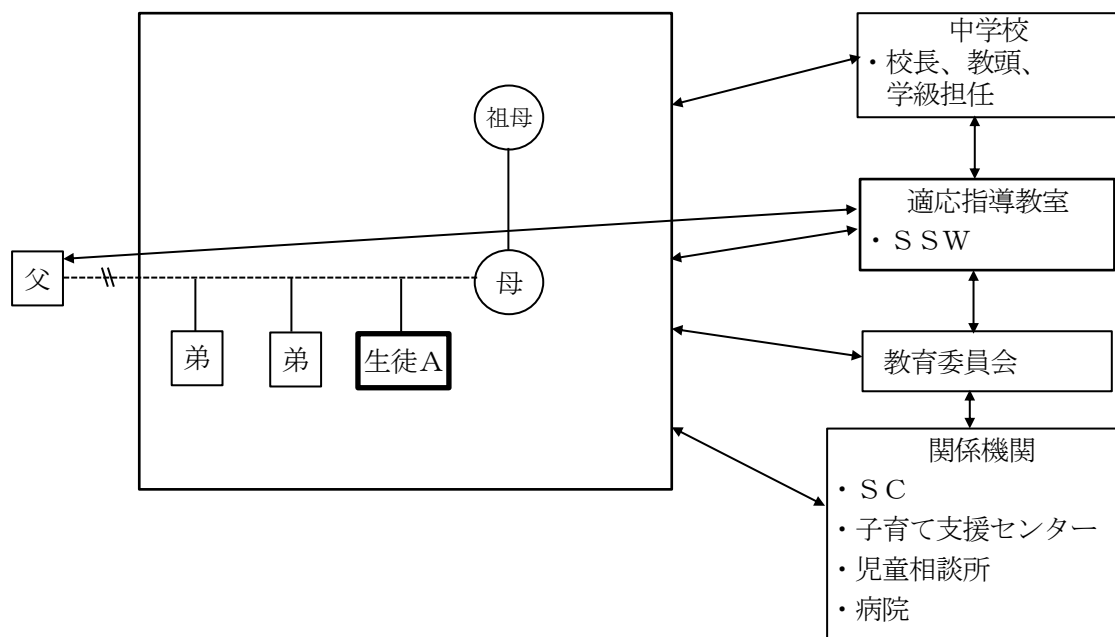 祖母
父
母
弟
弟
生徒A
中学校
・校長、教頭、
学級担任
適応指導教室
・ＳＳＷ
教育委員会
関係機関
・ＳＣ
・子育て支援センター
・児童相談所
・病院